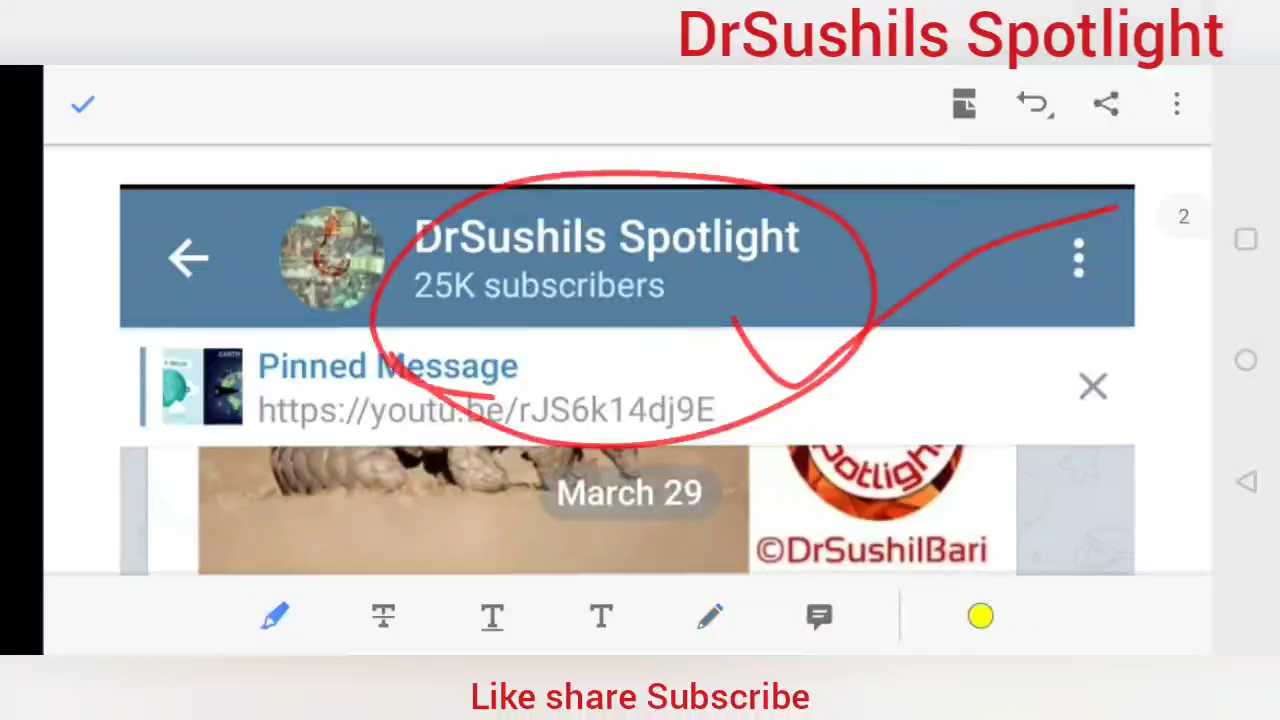 DrSushils Spotlight
2
DrSushils Spotlight
25K subscribers
Pinned Message
https://youtu.be/rJS6k14dj9E
March 29
potlight
©DrSushilBari
Like share Subscribe